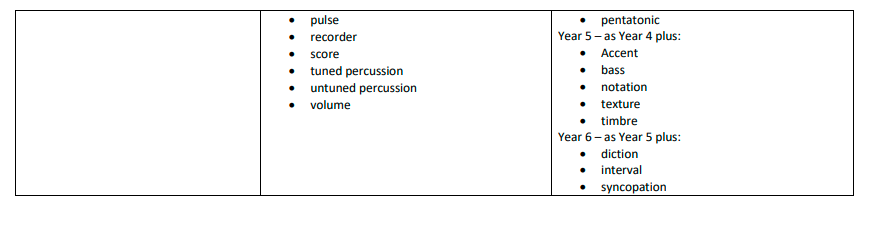 • pulse
• recorder
• score
• tuned percussion
• untuned percussion
• volume
• pentatonic
Year 5 – as Year 4 plus:
• Accent
• bass
• notation
• texture
• timbre
Year 6 – as Year 5 plus:
• diction
• interval
• syncopation